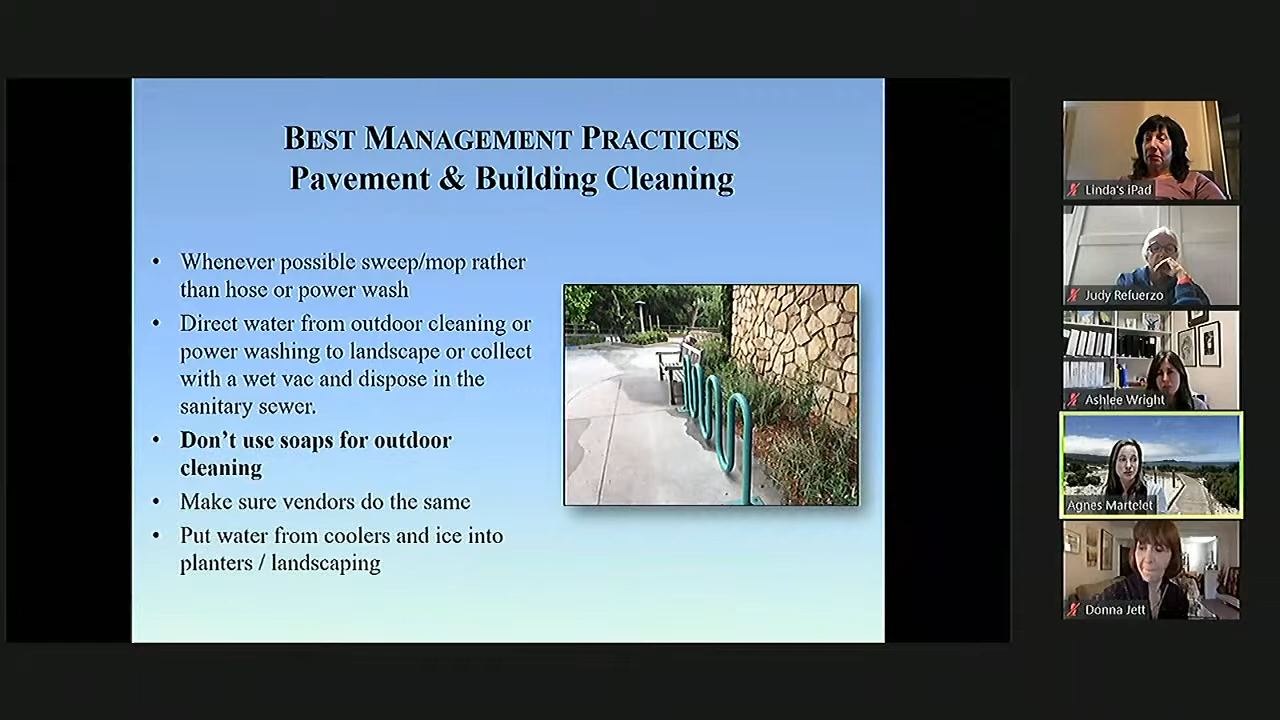 BEST MANAGEMENT PRACTICES
Pavement & Building Cleaning
• Whenever possible sweep/mop rather
than hose or power wash
• Direct water from outdoor cleaning or
power washing to landscape or collect
with a wet vac and dispose in the
sanitary sewer.
• Don’t use soaps for outdoor
cleaning
• Make sure vendors do the same
• Put water from coolers and ice into
planters / landscaping
Linda's iPad
Judy Refuerzo
Ashlee Wright
Agnes Martelet
Donna Jett